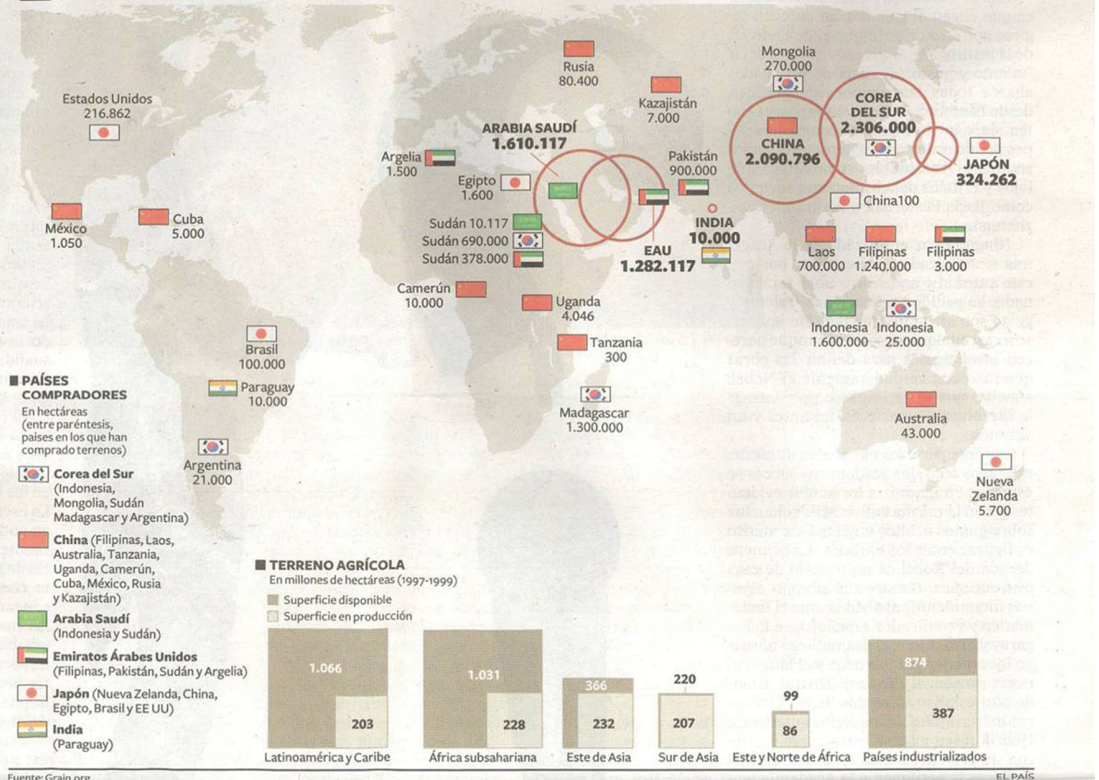 Estados Unidos
216.862
México
1.050
Cuba
5.000
Brasil
100.000
Paraguay
10.000
Argentina
21.000
Rusia
80.400
Kazajistán
7.000
Mongolia
270.000
COREA
DEL SUR
2.306.000
CHINA
2.090.796
JAPÓN
324.262
China100
ARABIA SAUDÍ
1.610.117
Argelia
1.500
Egipto
1.600
Pakistán
900.000
Sudán 10.117
Sudán 690.000
Sudán 378.000
EAU
1.282.117
INDIA
10.000
Laos
700.000
Filipinas
1.240.000
Filipinas
3.000
Camerún
10.000
Uganda
4.046
Tanzania
300
Madagascar
1.300.000
Indonesia
1.600.000
Indonesia
25.000
Australia
43.000
Nueva
Zelanda
5.700
PAÍSES
COMPRADORES
En hectáreas
(entre paréntesis,
países en los que han
comprado terrenos)
Corea del Sur
(Indonesia,
Mongolia, Sudán
Madagascar y Argentina)
China (Filipinas, Laos,
Australia, Tanzania,
Uganda, Camerún,
Cuba, México, Rusia
y Kazajistán)
Arabia Saudí
(Indonesia y Sudán)
Emiratos Árabes Unidos
(Filipinas, Pakistán, Sudán y Argelia)
Japón (Nueva Zelanda, China,
Egipto, Brasil y EE UU)
India
(Paraguay)
TERRENO AGRÍCOLA
En millones de hectáreas (1997-1999)
Superficie disponible
Superficie en producción
1.066
203
Latinoamérica y Caribe
1.031
228
África subsahariana
366
232
Este de Asia
220
207
Sur de Asia
99
86
Este y Norte de África
874
387
Países industrializados
Fuente: Grain.org
EL PAÍS